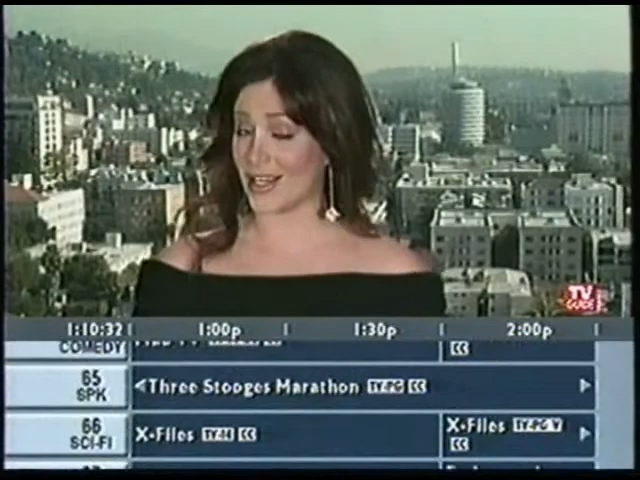 TV
GUIDE
1:10:32 1:00p 1:30p 2:00p
COMEDY
CC
65
SPK
Three Stooges Marathon TV-PG CC
66
SCI-FI
X-Files TV-14 CC
X-Files TV-PG V
CC